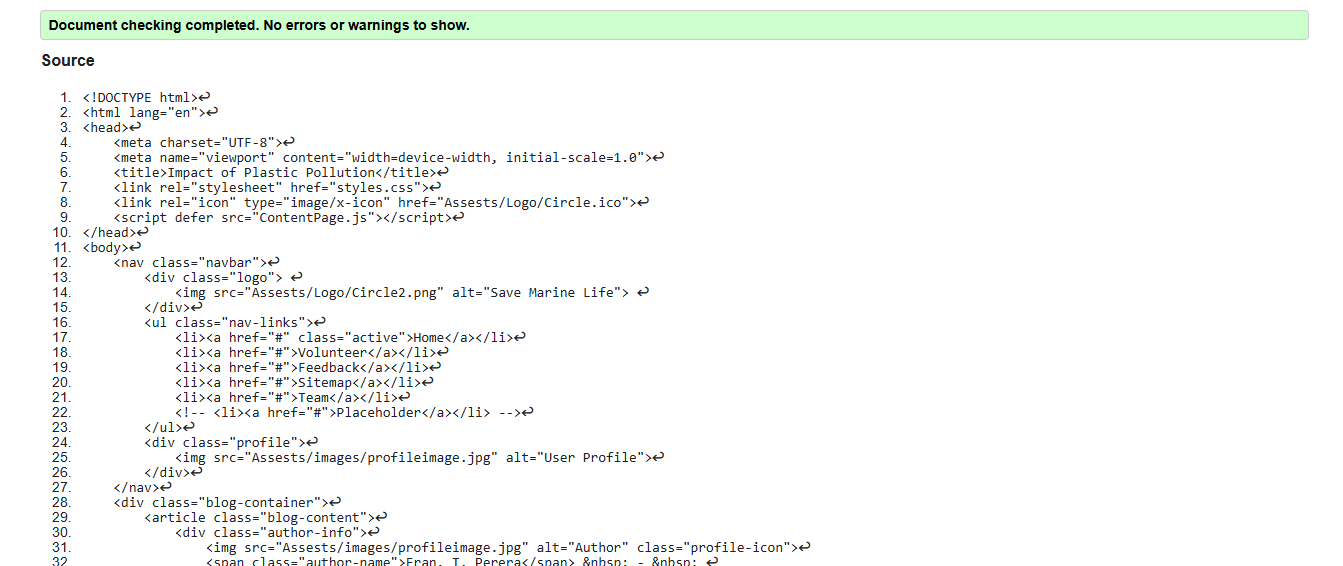 Document checking completed. No errors or warnings to show.
Source
1. <!DOCTYPE html>↩
2. <html lang="en">↩
3. <head>↩
4.     <meta charset="UTF-8">↩
5.     <meta name="viewport" content="width=device-width, initial-scale=1.0">↩
6.     <title>Impact of Plastic Pollution</title>↩
7.     <link rel="stylesheet" href="styles.css">↩
8.     <link rel="icon" type="image/x-icon" href="Assests/Logo/Circle.ico">↩
9.     <script defer src="ContentPage.js"></script>↩
10. </head>↩
11. <body>↩
12.     <nav class="navbar">↩
13.         <div class="logo"> ↩
14.             <img src="Assests/Logo/Circle2.png" alt="Save Marine Life"> ↩
15.         </div>↩
16.         <ul class="nav-links">↩
17.             <li><a href="#" class="active">Home</a></li>↩
18.             <li><a href="#">Volunteer</a></li>↩
19.             <li><a href="#">Feedback</a></li>↩
20.             <li><a href="#">Sitemap</a></li>↩
21.             <li><a href="#">Team</a></li>↩
22.             <!-- <li><a href="#">Placeholder</a></li> -->↩
23.         </ul>↩
24.         <div class="profile">↩
25.             <img src="Assests/images/profileimage.jpg" alt="User Profile">↩
26.         </div>↩
27.     </nav>↩
28.     <div class="blog-container">↩
29.         <article class="blog-content">↩
30.             <div class="author-info">↩
31.                 <img src="Assests/images/profileimage.jpg" alt="Author" class="profile-icon">↩
32                 <span class="author-name">Fran. T. Perera</span> &nbsp; - &nbsp; ↩